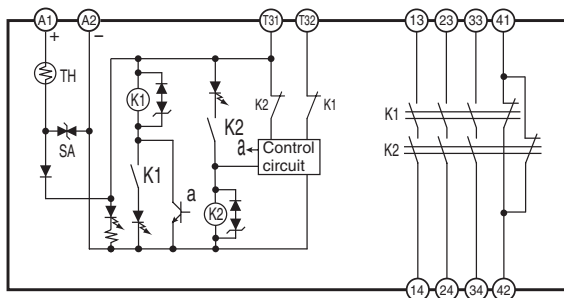 A1 A2 T31 T32 13 23 33 41
+ −
TH
K1
K2 K1
K1
K2
SA
a
Control
circuit
K2
K1
a
K2
14 24 34 42